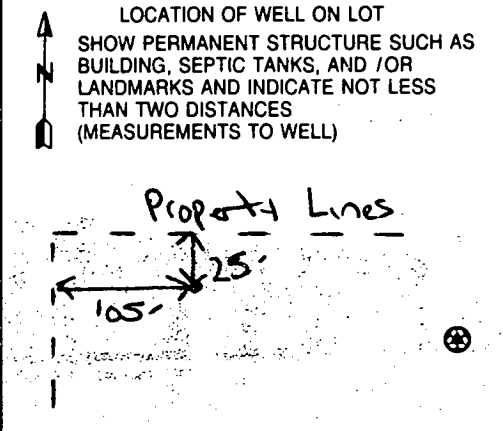 LOCATION OF WELL ON LOT
SHOW PERMANENT STRUCTURE SUCH AS
BUILDING, SEPTIC TANKS, AND /OR
LANDMARKS AND INDICATE NOT LESS
THAN TWO DISTANCES
(MEASUREMENTS TO WELL)
N
Property Lines
25'
105'